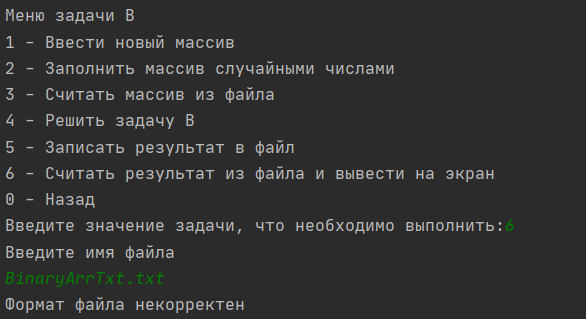 Меню задачи B
1 - Ввести новый массив
2 - Заполнить массив случайными числами
3 - Считать массив из файла
4 - Решить задачу B
5 - Записать результат в файл
6 - Считать результат из файла и вывести на экран
0 - Назад
Введите значение задачи, что необходимо выполнить:6
Введите имя файла
BinaryArrTxt.txt
Формат файла некорректен